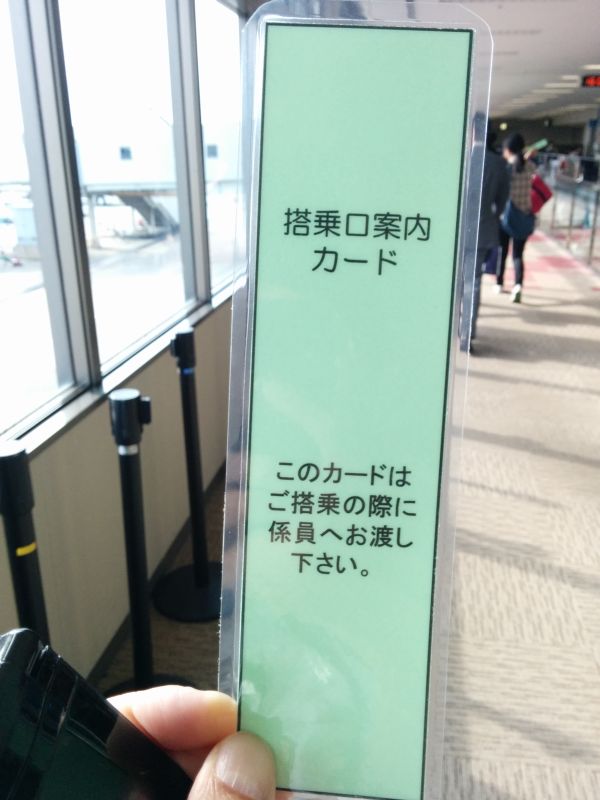 搭乗口案内
カード
このカードは
ご搭乗の際に
係員へお渡し
下さい。